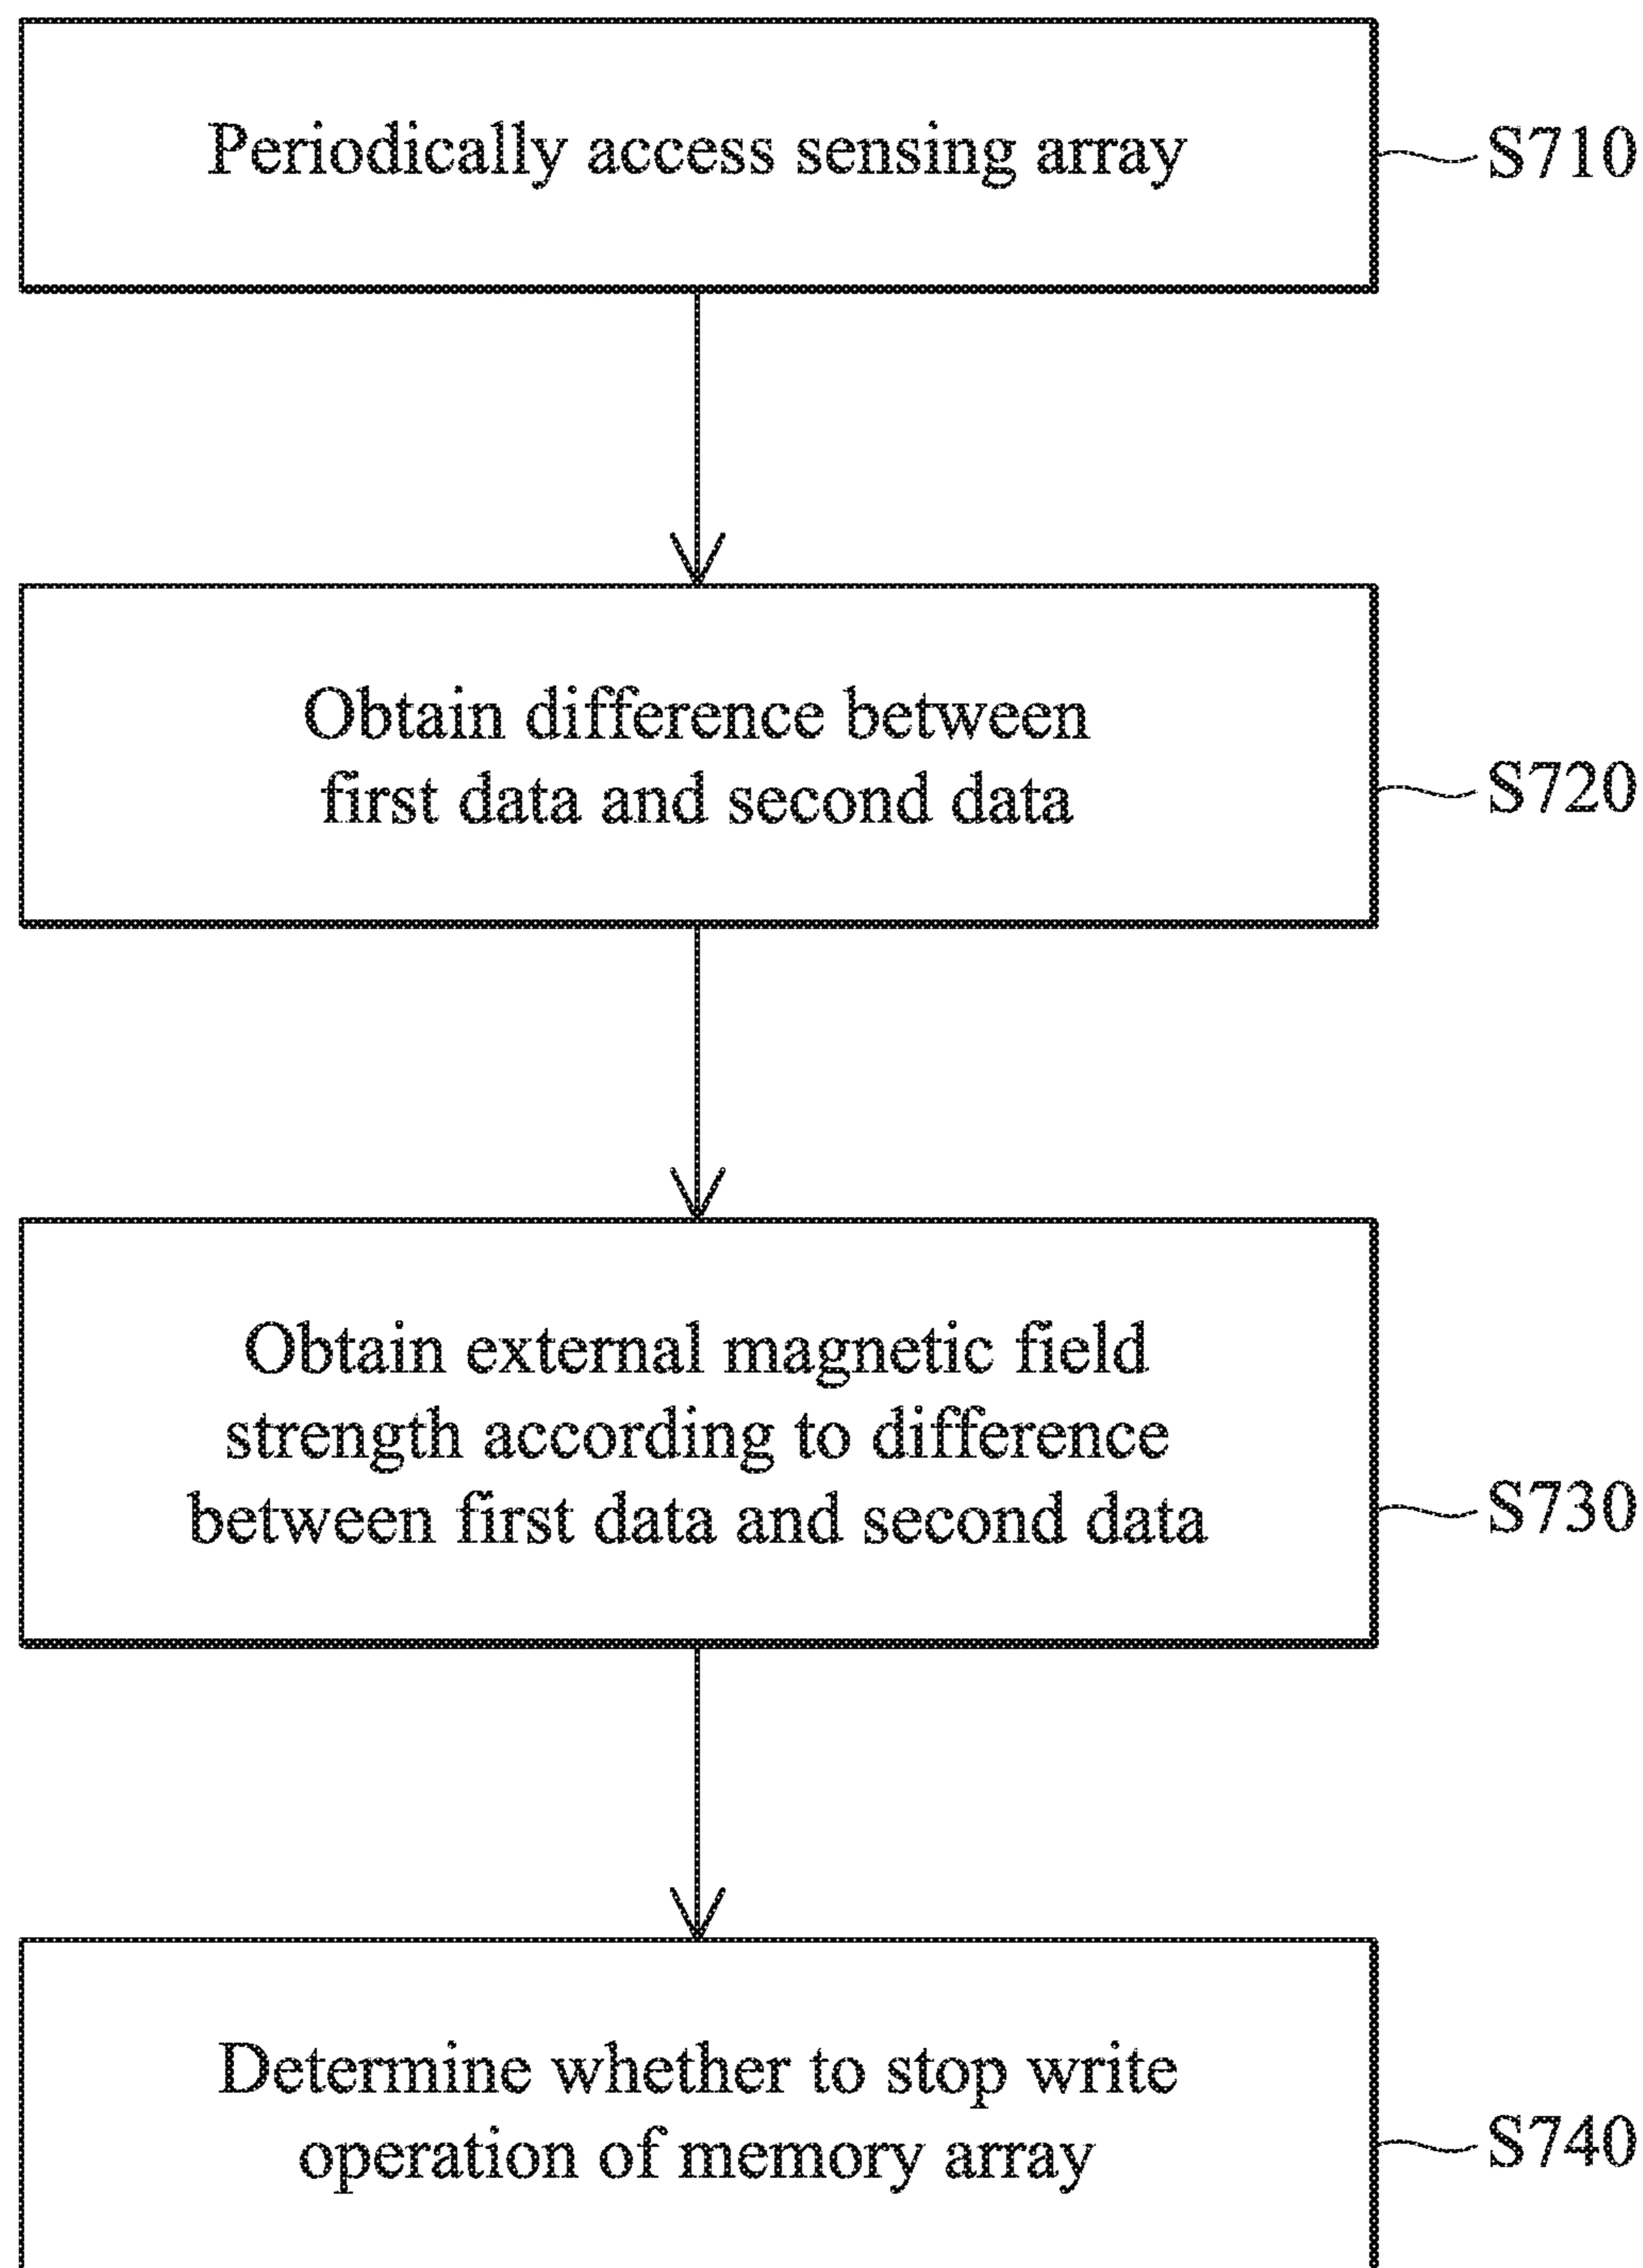 Periodically access sensing array
S710
Obtain difference between
first data and second data
S720
Obtain external magnetic field
strength according to difference
between first data and second data
S730
Determine whether to stop write
operation of memory array
S740